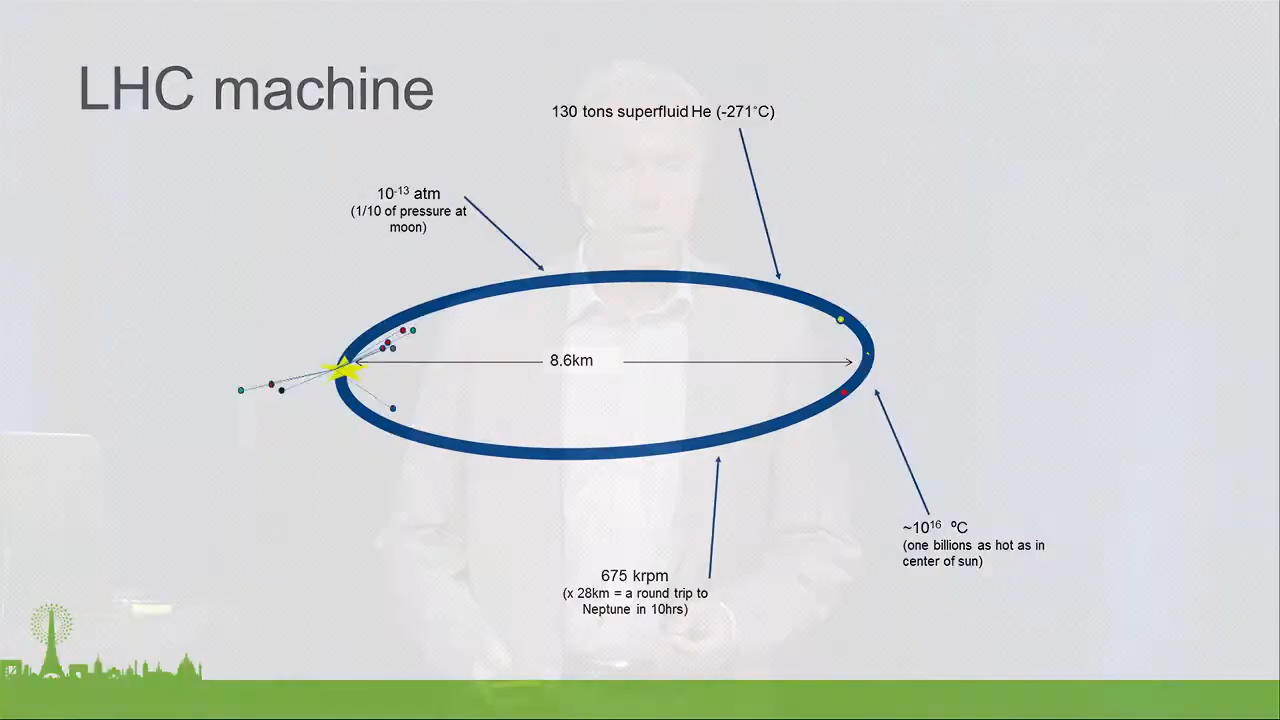 LHC machine
130 tons superfluid He (-271°C)
10⁻¹³ atm
(1/10 of pressure at
moon)
8.6km
~10¹⁶ ºC
(one billions as hot as in
center of sun)
675 krpm
(x 28km = a round trip to
Neptune in 10hrs)